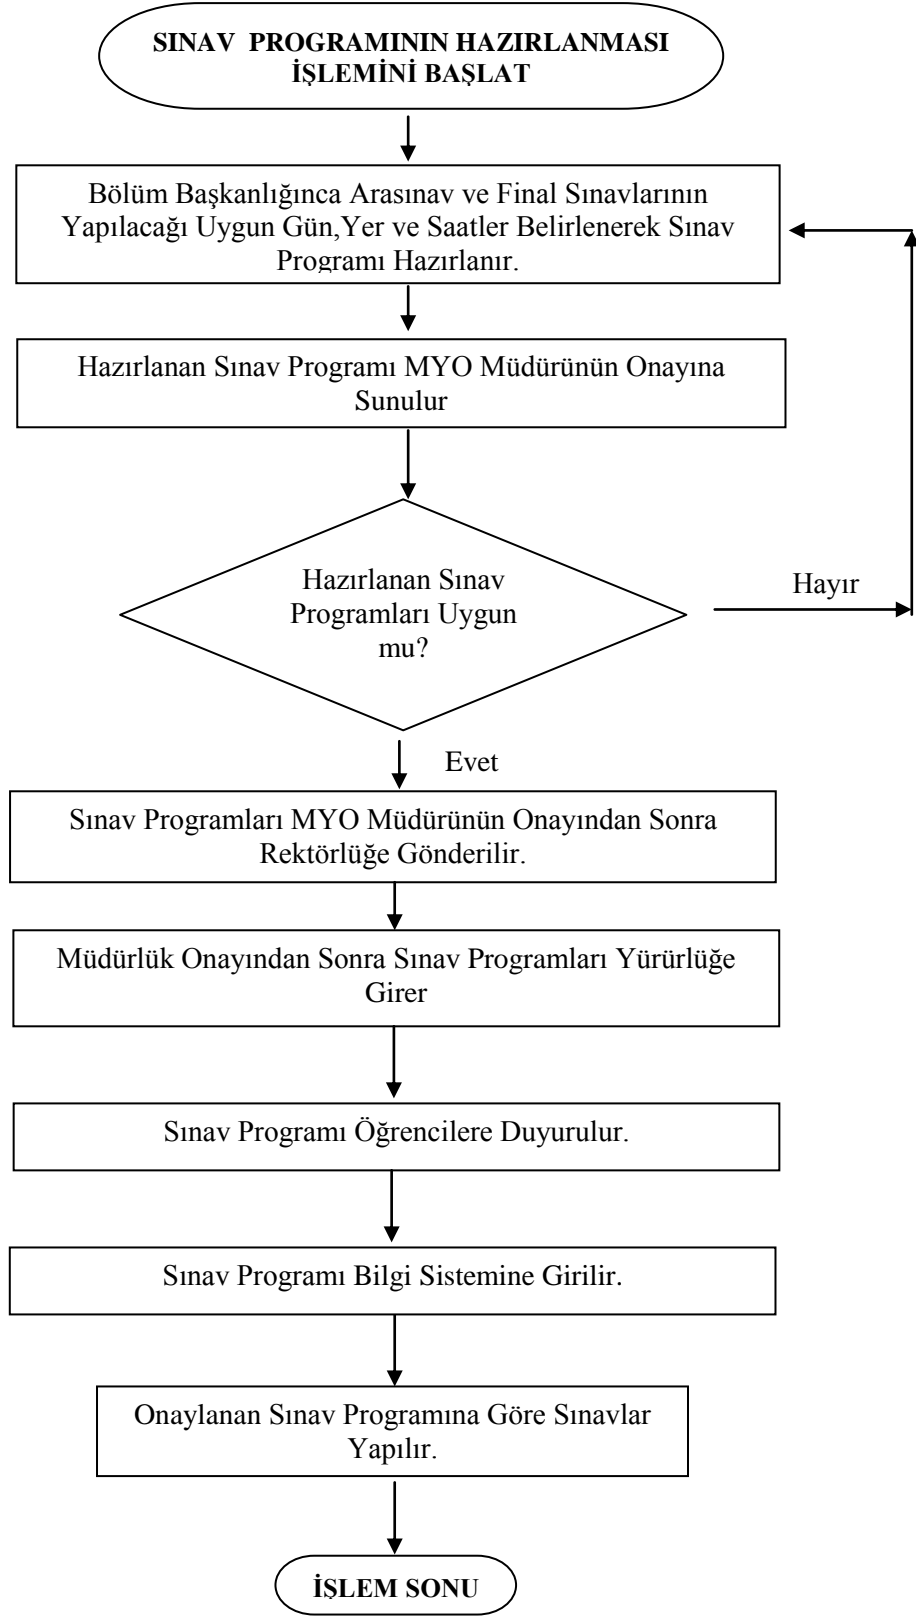 SINAV PROGRAMININ HAZIRLANMASI
İŞLEMİNİ BAŞLAT
Bölüm Başkanlığınca Arasınav ve Final Sınavlarının
Yapılacağı Uygun Gün,Yer ve Saatler Belirlenerek Sınav
Programı Hazırlanır.
Hazırlanan Sınav Programı MYO Müdürünün Onayına
Sunulur
Hazırlanan Sınav
Programları Uygun
mu?
Hayır
Evet
Sınav Programları MYO Müdürünün Onayından Sonra
Rektörlüğe Gönderilir.
Müdürlük Onayından Sonra Sınav Programları Yürürlüğe
Girer
Sınav Programı Öğrencilere Duyurulur.
Sınav Programı Bilgi Sistemine Girilir.
Onaylanan Sınav Programına Göre Sınavlar
Yapılır.
İŞLEM SONU